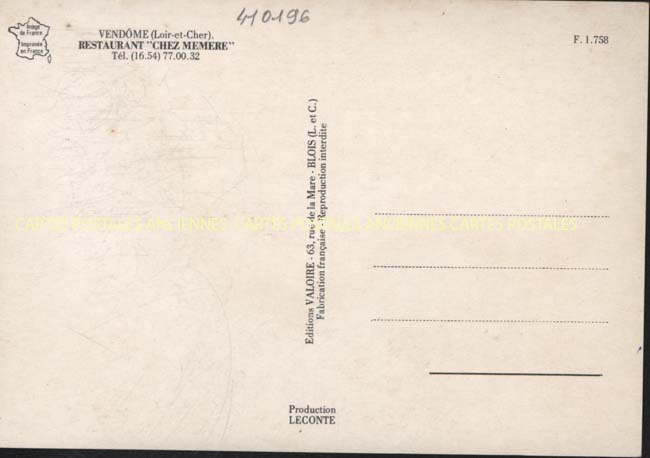 410196
Image
de France
Imprimée
en France
VENDÔME (Loir-et-Cher).
RESTAURANT "CHEZ MEMERE"
Tél. (16.54) 77.00.32
F. 1.758
Editions VALOIRE - 63, rue de la Mare - BLOIS (L. et C.)
Fabrication française - Reproduction interdite
CARTES POSTALES ANCIENNES CARTES POSTALES ANCIENNES CARTES POSTALES
Production
LECONTE